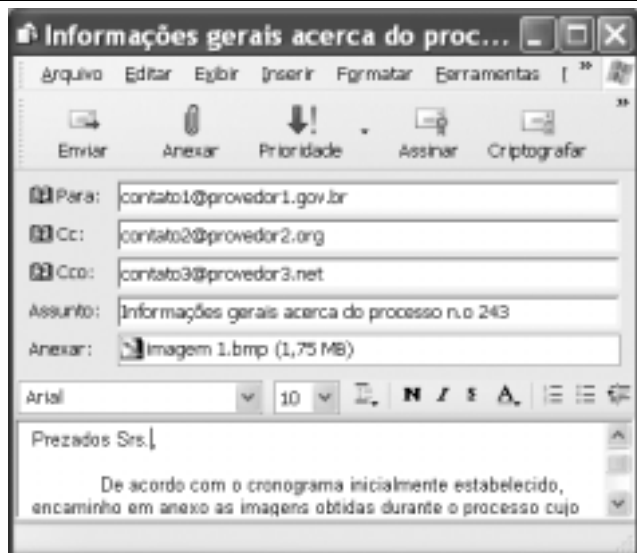 Informações gerais acerca do proc...
Arquivo Editar Exibir Inserir Formatar Ferramentas
Enviar Anexar Prioridade Assinar Criptografar
Para: contato1@provedor1.gov.br
Cc: contato2@provedor2.org
Cco: contato3@provedor3.net
Assunto: Informações gerais acerca do processo n.o 243
Anexar: imagem 1.bmp (1,75 MB)
Arial 10 N I S A
Prezados Srs.,
De acordo com o cronograma inicialmente estabelecido,
encaminho em anexo as imagens obtidas durante o processo cujo